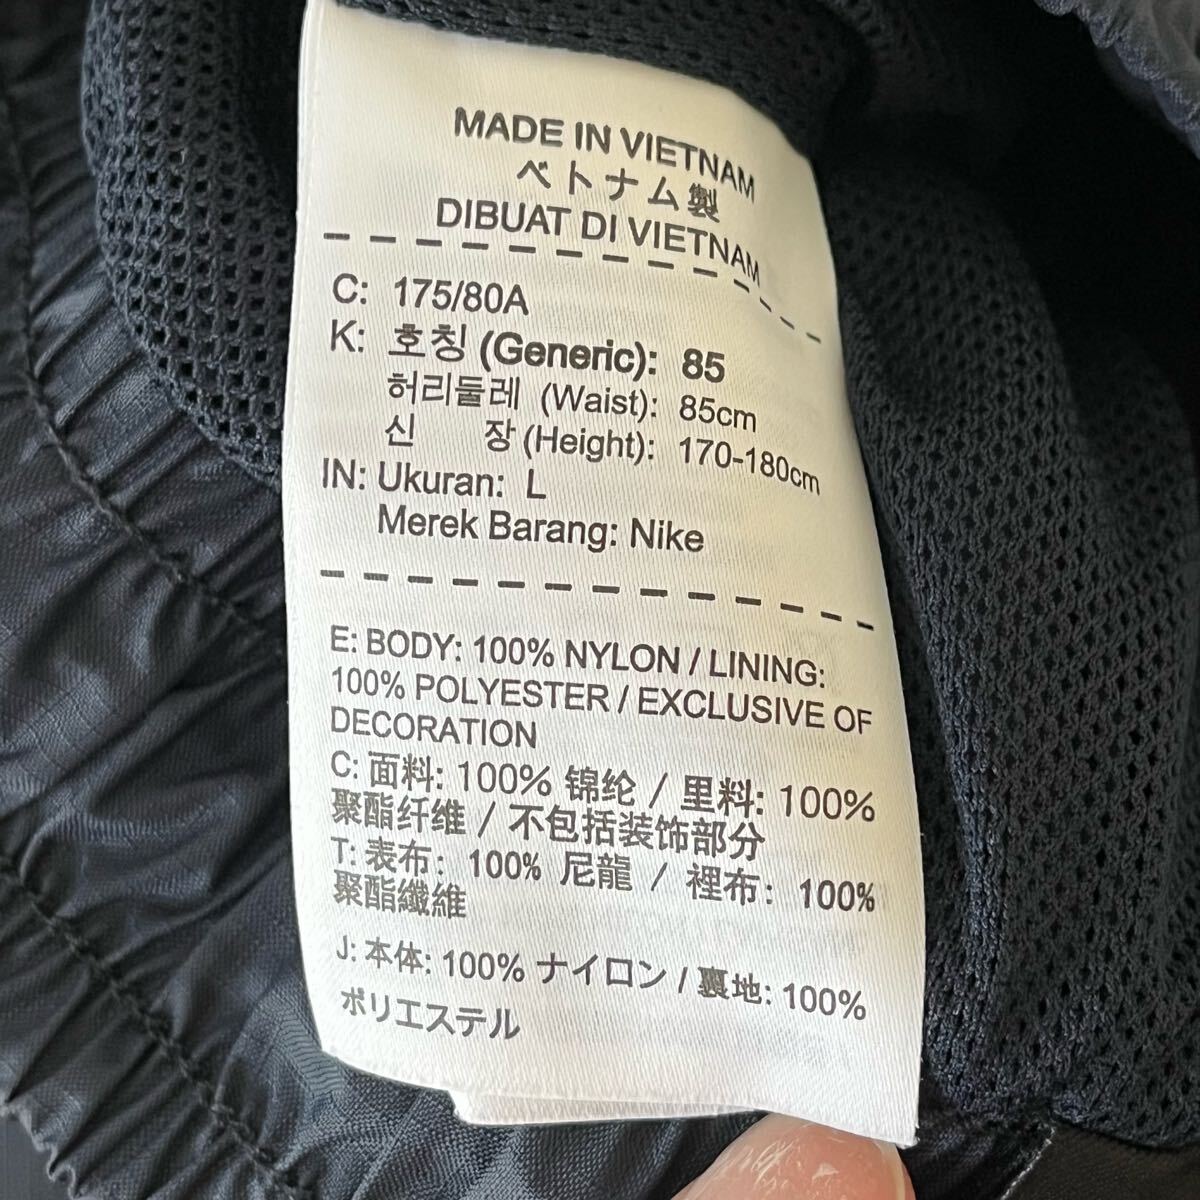 MADE IN VIETNAM
ベトナム製
DIBUAT DI VIETNAM
C: 175/80A
K: 호칭 (Generic): 85
허리둘레 (Waist): 85cm
신 장 (Height): 170-180cm
IN: Ukuran: L
Merek Barang: Nike
E: BODY: 100% NYLON / LINING:
100% POLYESTER / EXCLUSIVE OF
DECORATION
C: 面料: 100% 锦纶 / 里料: 100%
聚酯纤维 / 不包括装饰部分
T: 表布: 100% 尼龍 / 裡布: 100%
聚酯纖維
J: 本体: 100% ナイロン / 裏地: 100%
ポリエステル